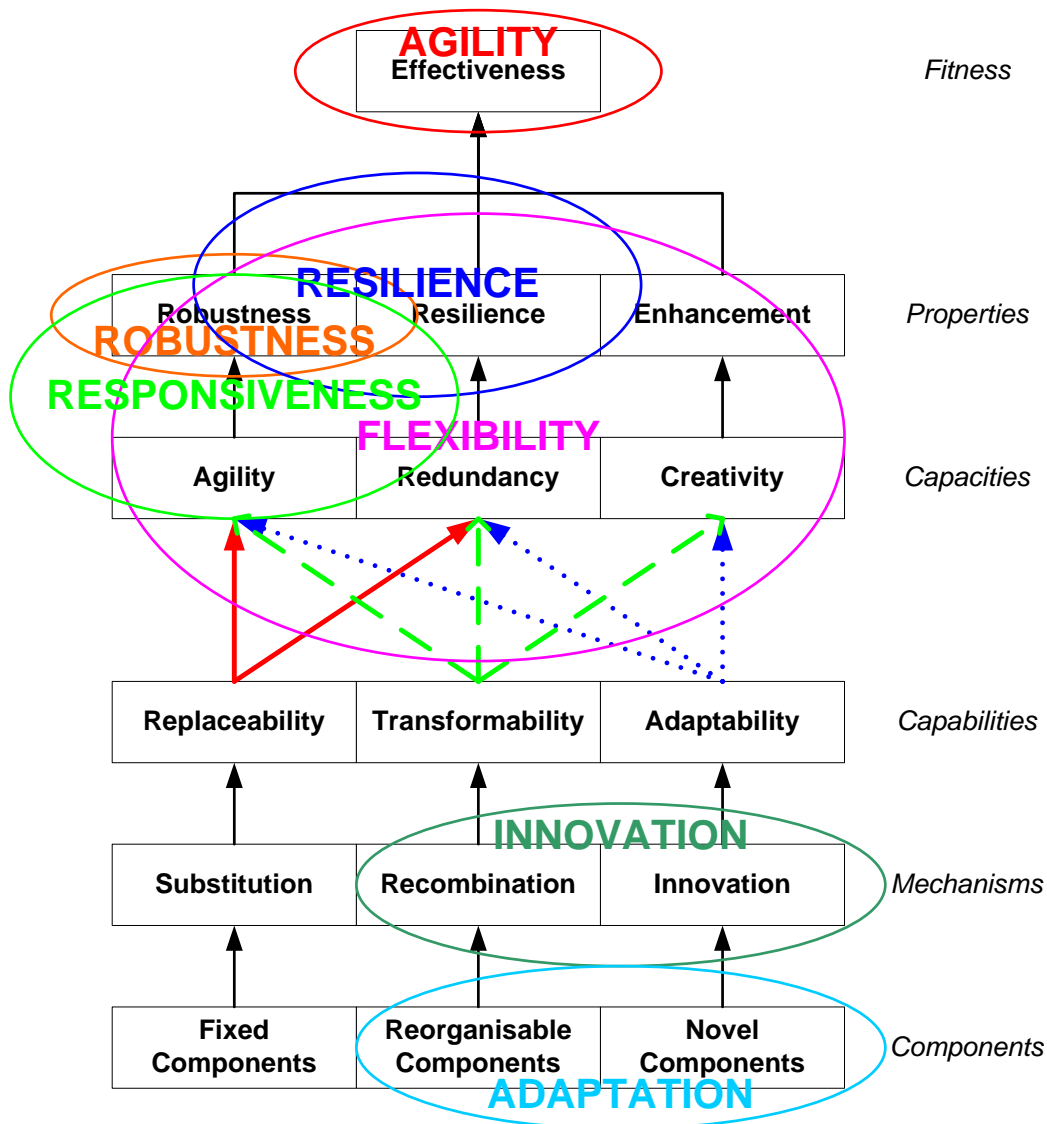 AGILITY
Effectiveness
Fitness
RESILIENCE
Robustness
Resilience
Enhancement
Properties
ROBUSTNESS
RESPONSIVENESS
FLEXIBILITY
Agility
Redundancy
Creativity
Capacities
Replaceability
Transformability
Adaptability
Capabilities
INNOVATION
Substitution
Recombination
Innovation
Mechanisms
Fixed
Components
Reorganisable
Components
Novel
Components
Components
ADAPTATION